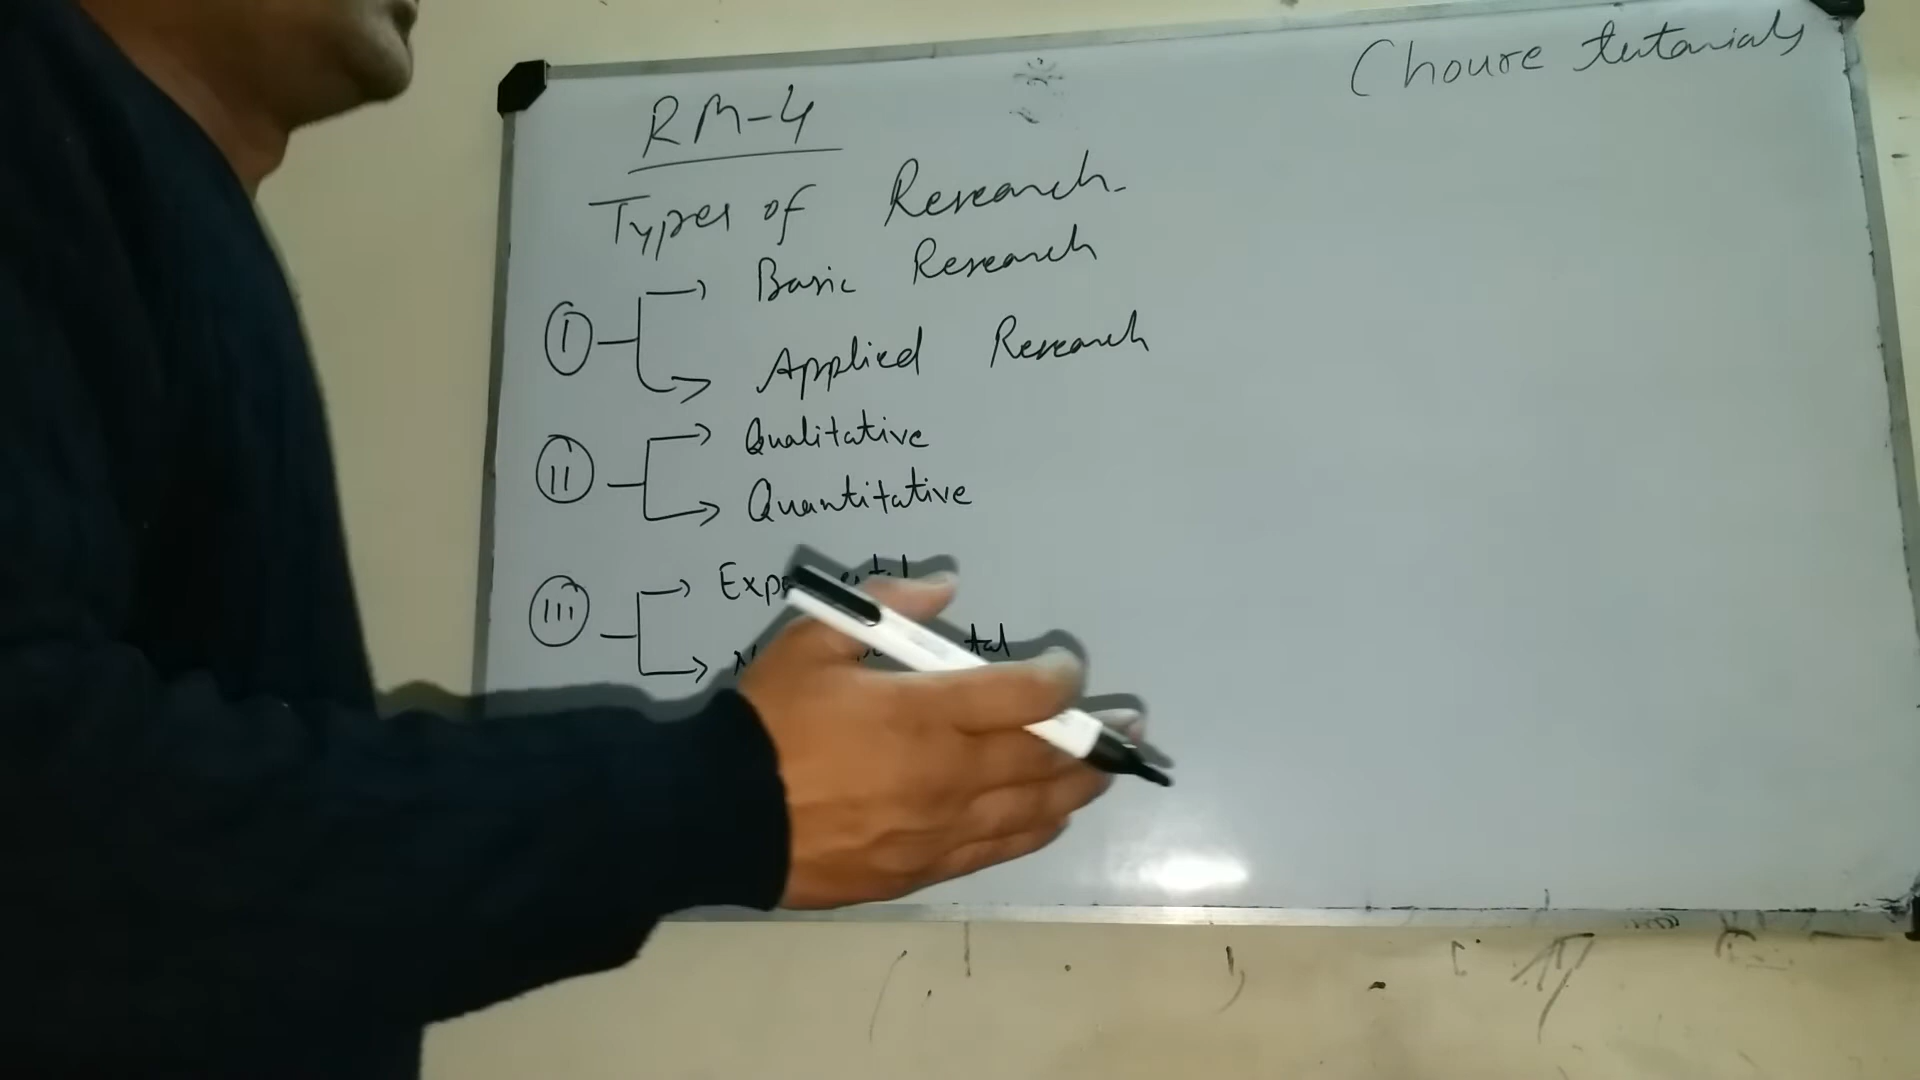 Choure tutorials
RM-4
Types of Research
I Basic Research
Applied Research
II Qualitative
Quantitative
III